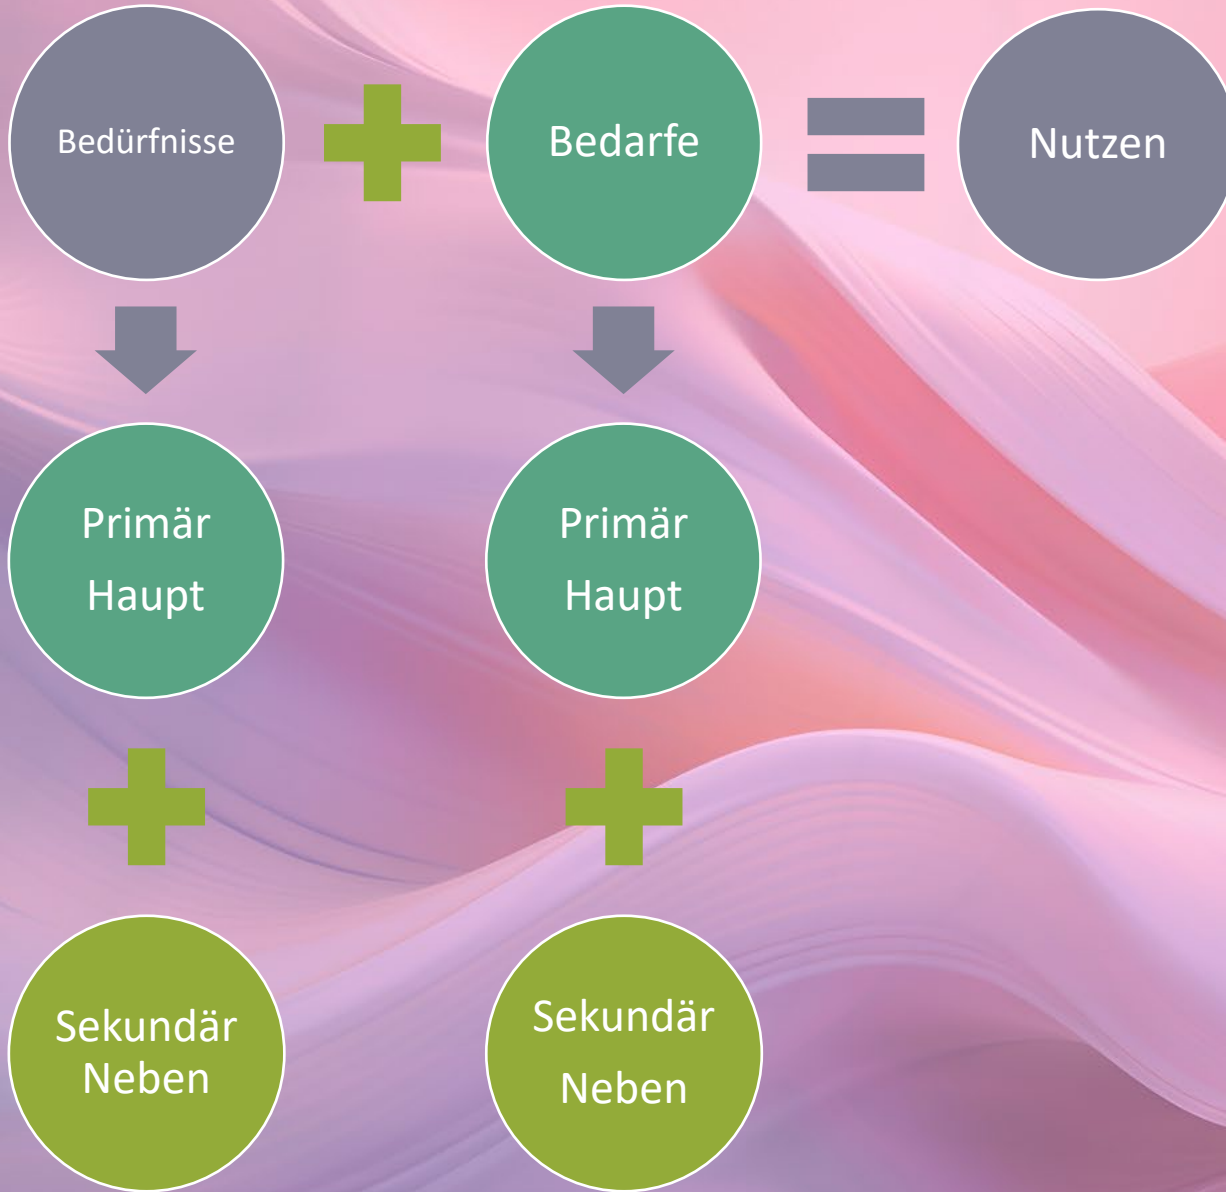 Bedürfnisse
Bedarfe
Nutzen
Primär
Haupt
Primär
Haupt
Sekundär
Neben
Sekundär
Neben